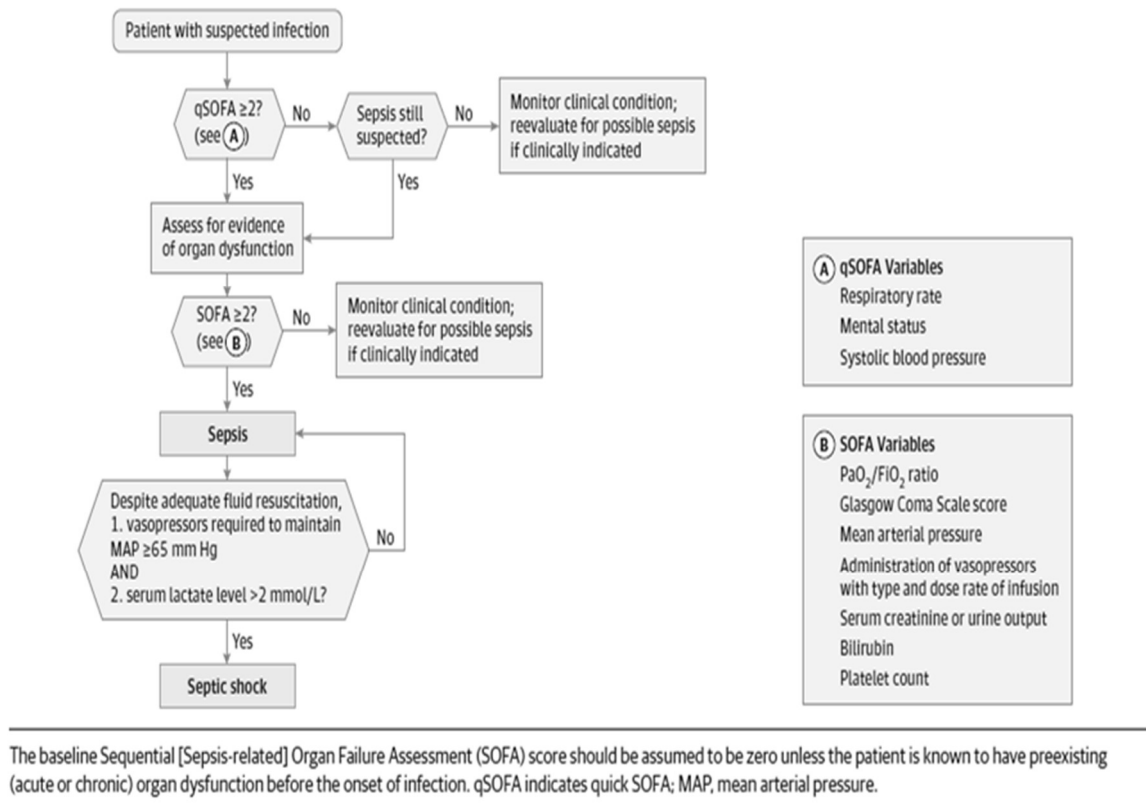 Patient with suspected infection
qSOFA ≥2?
(see A)
No
Sepsis still
suspected?
No
Monitor clinical condition;
reevaluate for possible sepsis
if clinically indicated
Yes
Yes
Assess for evidence
of organ dysfunction
SOFA ≥2?
(see B)
No
Monitor clinical condition;
reevaluate for possible sepsis
if clinically indicated
Yes
Sepsis
Despite adequate fluid resuscitation,
1. vasopressors required to maintain
MAP ≥65 mm Hg
AND
2. serum lactate level >2 mmol/L?
No
Yes
Septic shock
A qSOFA Variables
Respiratory rate
Mental status
Systolic blood pressure
B SOFA Variables
PaO₂/FiO₂ ratio
Glasgow Coma Scale score
Mean arterial pressure
Administration of vasopressors
with type and dose rate of infusion
Serum creatinine or urine output
Bilirubin
Platelet count
The baseline Sequential [Sepsis-related] Organ Failure Assessment (SOFA) score should be assumed to be zero unless the patient is known to have preexisting
(acute or chronic) organ dysfunction before the onset of infection. qSOFA indicates quick SOFA; MAP, mean arterial pressure.